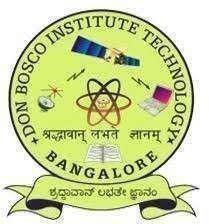 DON BOSCO INSTITUTE TECHNOLOGY
श्रद्धावान् लभते ज्ञानम्
BANGALORE
ಶ್ರದ್ಧಾವಾನ್ ಲಭತೇ ಜ್ಞಾನಂ